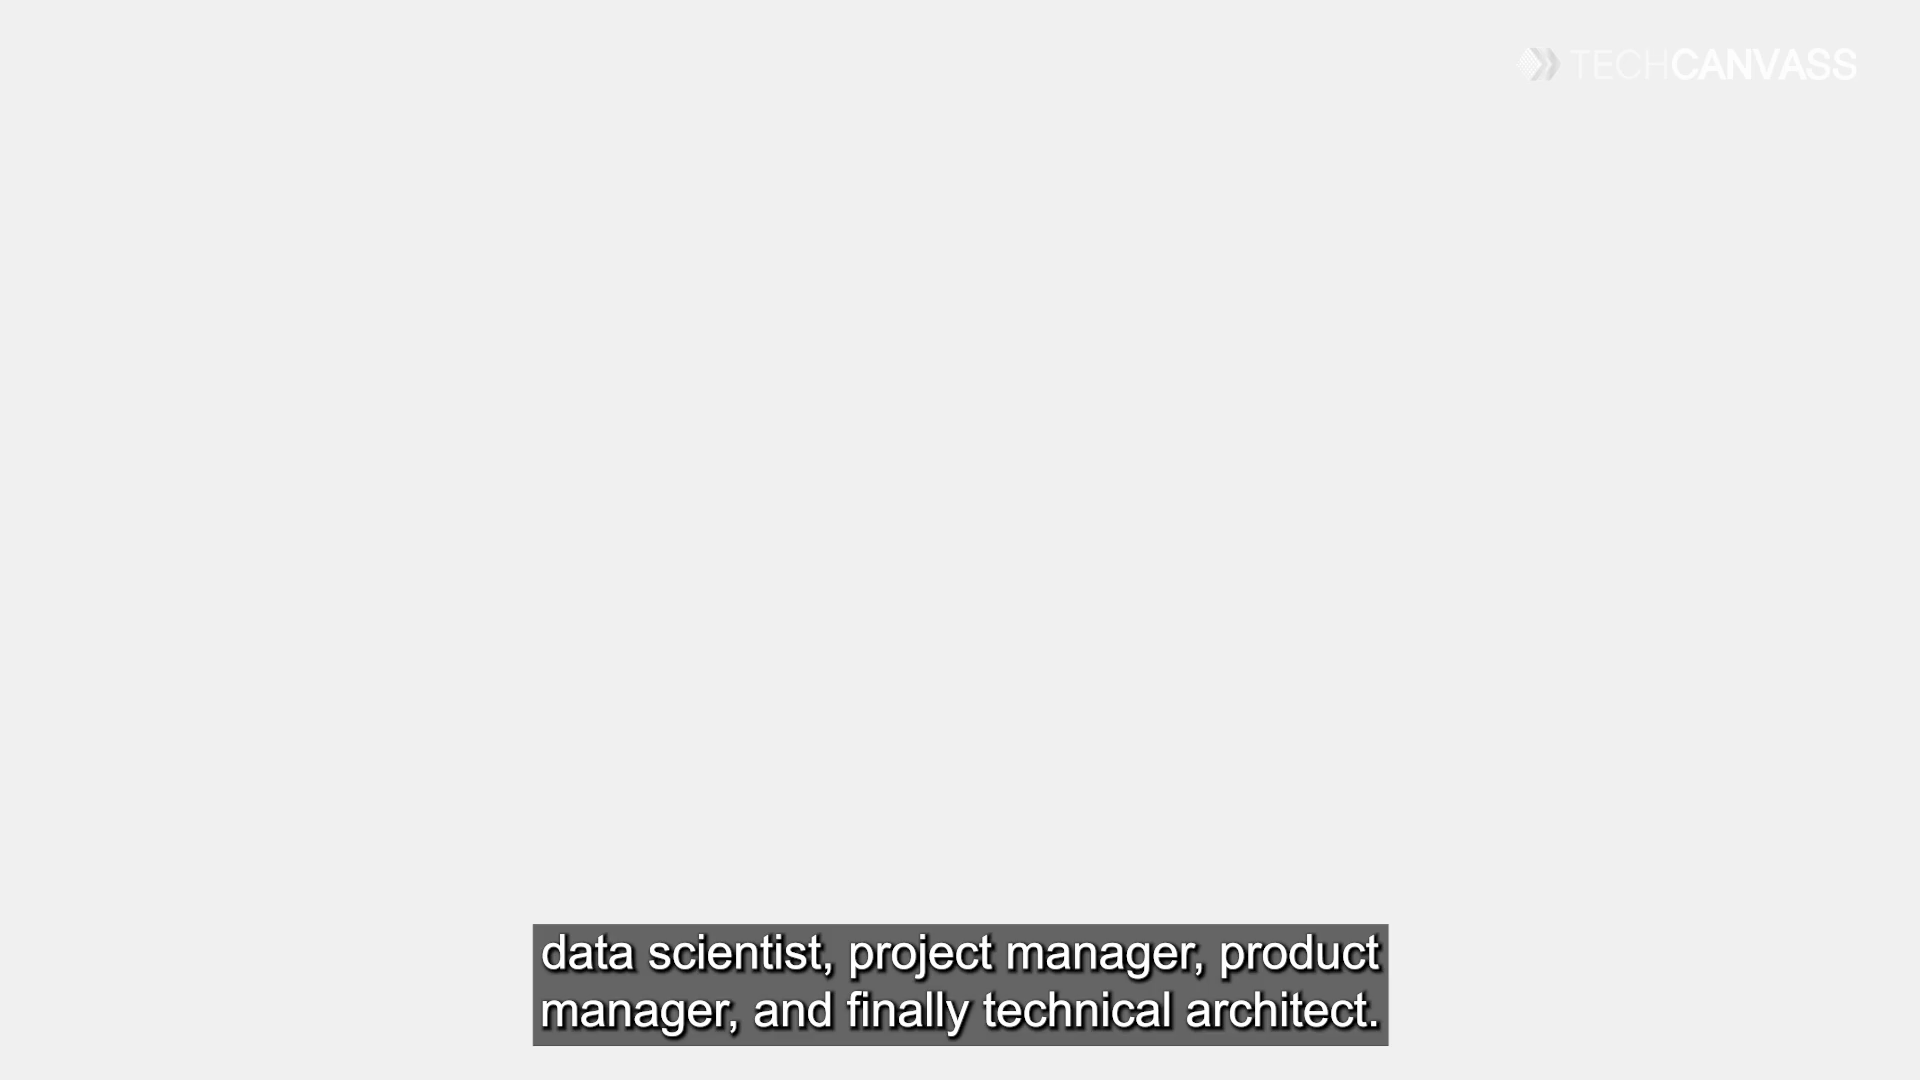 TECHCANVASS
data scientist, project manager, product
manager, and finally technical architect.